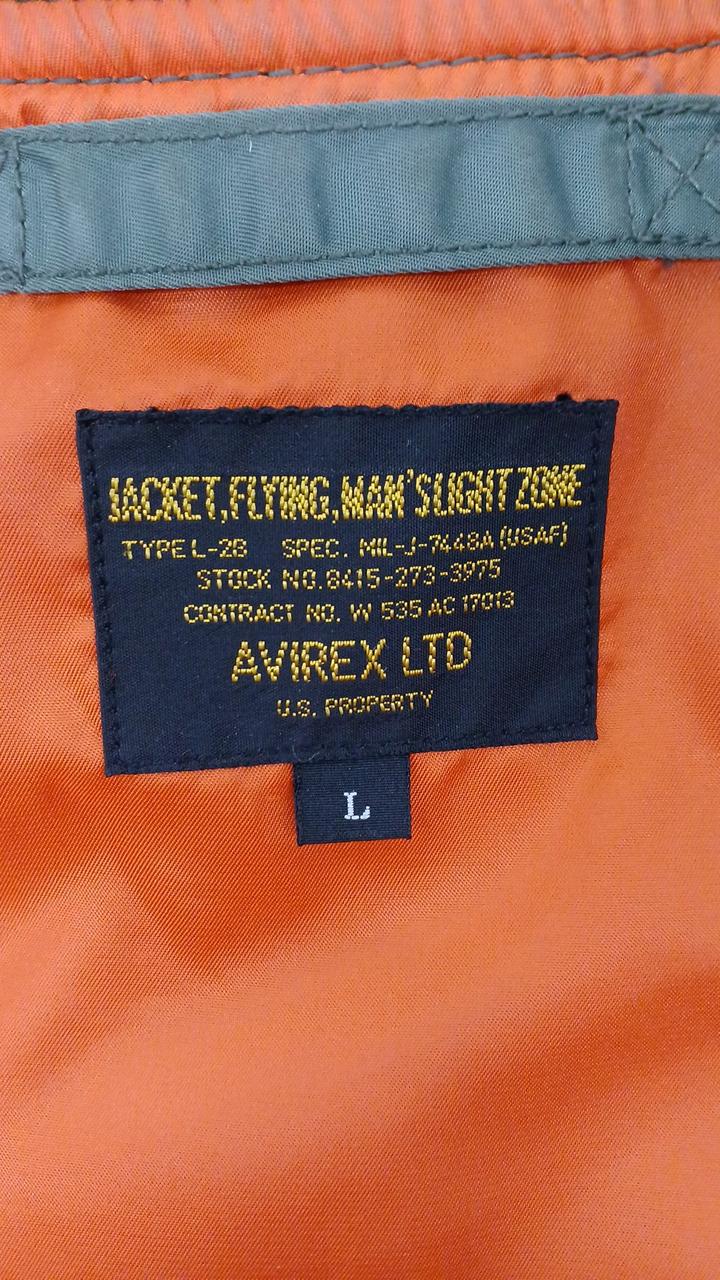 JACKET,FLYING,MAN'S LIGHT ZONE
TYPE L-2B SPEC. MIL-J-7448A (USAF)
STOCK NO. 8415-273-3975
CONTRACT NO. W 535 AC 17013
AVIREX LTD
U.S. PROPERTY
L